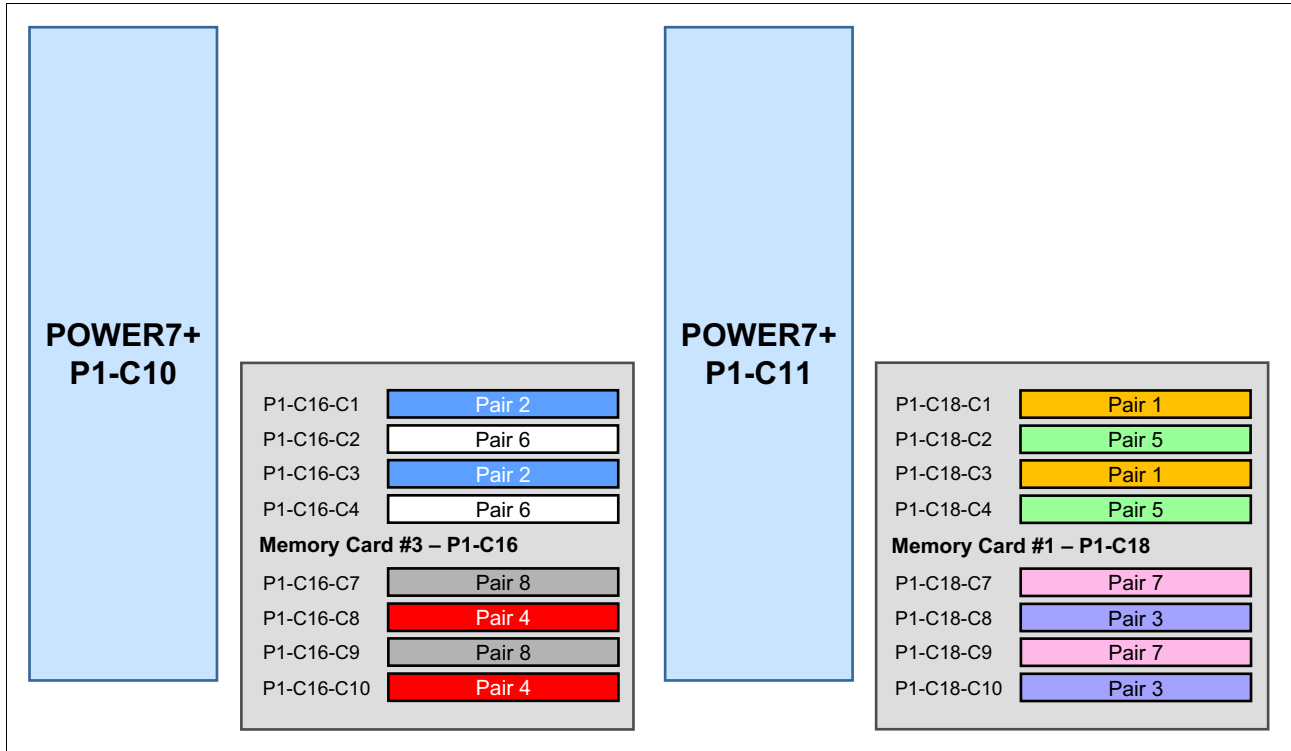 POWER7+
P1-C10
P1-C16-C1 Pair 2
P1-C16-C2 Pair 6
P1-C16-C3 Pair 2
P1-C16-C4 Pair 6
Memory Card #3 – P1-C16
P1-C16-C7 Pair 8
P1-C16-C8 Pair 4
P1-C16-C9 Pair 8
P1-C16-C10 Pair 4
POWER7+
P1-C11
P1-C18-C1 Pair 1
P1-C18-C2 Pair 5
P1-C18-C3 Pair 1
P1-C18-C4 Pair 5
Memory Card #1 – P1-C18
P1-C18-C7 Pair 7
P1-C18-C8 Pair 3
P1-C18-C9 Pair 7
P1-C18-C10 Pair 3